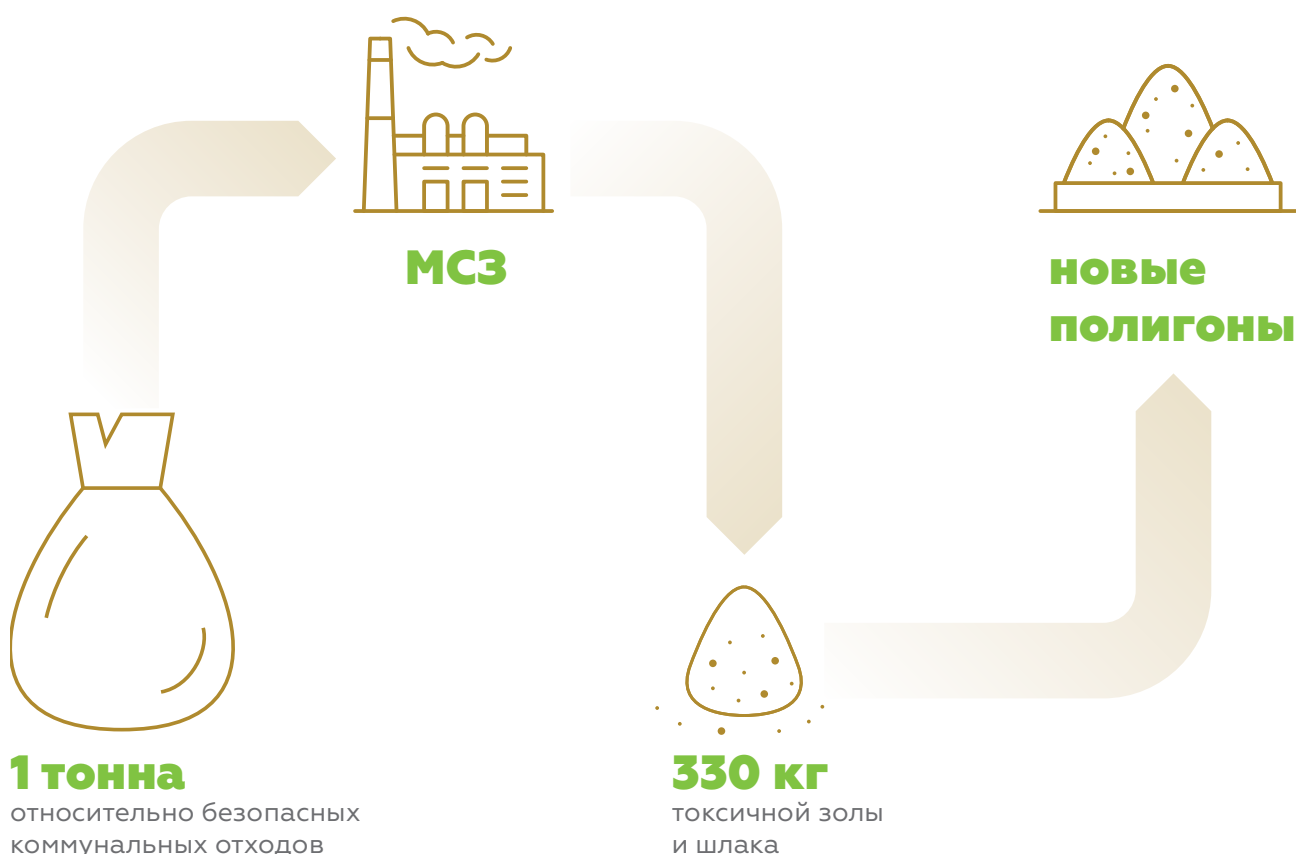 МСЗ
новые
полигоны
1 тонна
относительно безопасных
коммунальных отходов
330 кг
токсичной золы
и шлака